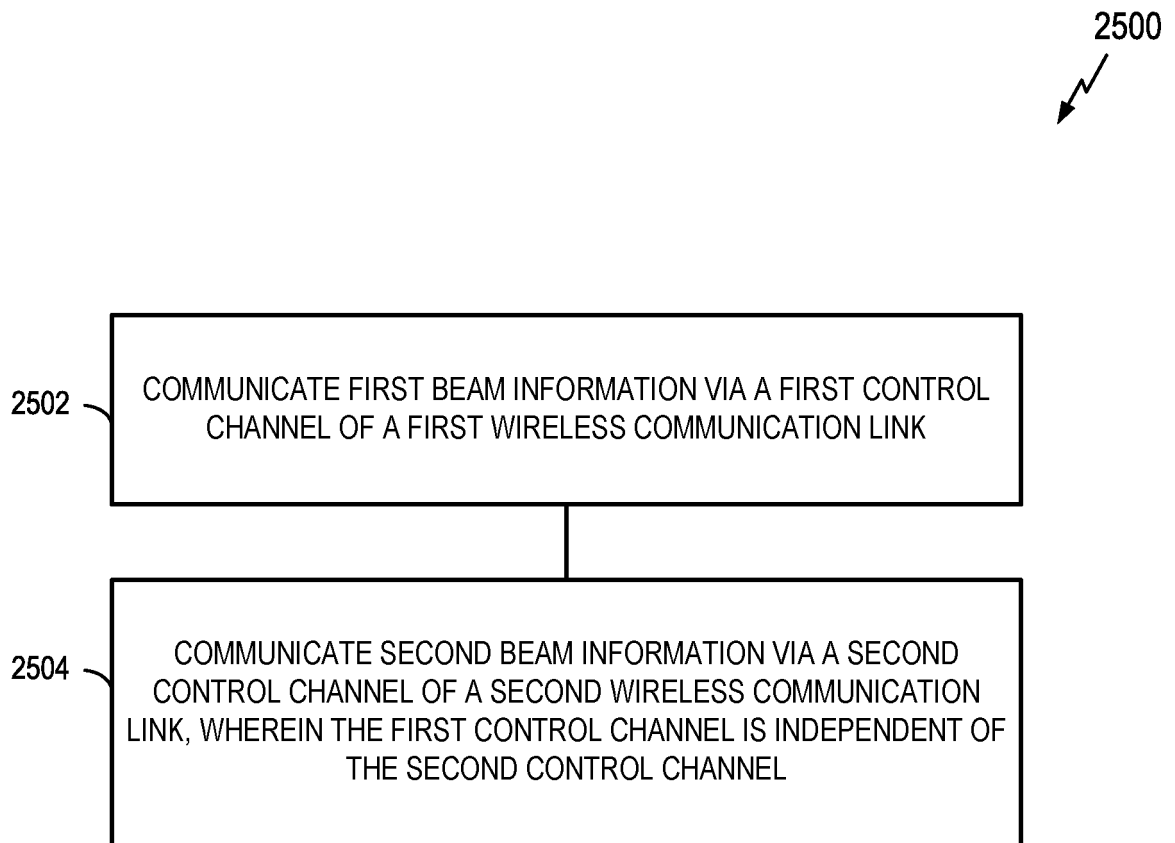 2500
2502
COMMUNICATE FIRST BEAM INFORMATION VIA A FIRST CONTROL
CHANNEL OF A FIRST WIRELESS COMMUNICATION LINK
2504
COMMUNICATE SECOND BEAM INFORMATION VIA A SECOND
CONTROL CHANNEL OF A SECOND WIRELESS COMMUNICATION
LINK, WHEREIN THE FIRST CONTROL CHANNEL IS INDEPENDENT OF
THE SECOND CONTROL CHANNEL